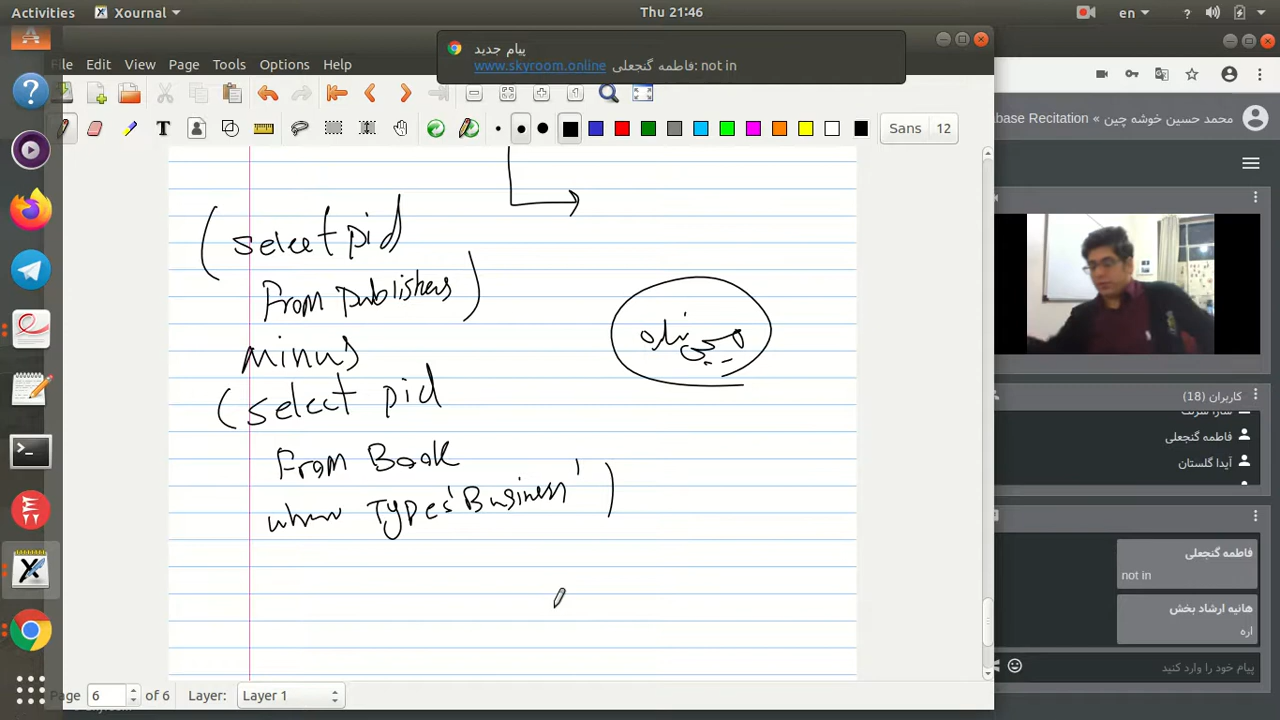 Activities
Xournal
Thu 21:46
en
پیام جدید
www.skyroom.online
فاطمه گنجعلی: not in
File Edit View Page Tools Options Help
Sans 12
abase Recitation » محمد حسین خوشه چین
(select pid
From publishers)
minus
(select pid
From Book
where Type='Business')
کاربران (18)
فاطمه گنجعلی
آیدا گلستان
فاطمه گنجعلی
not in
هانیه ارشاد بخش
اره
پیام خود را وارد کنید
Page 6 of 6 Layer: Layer 1